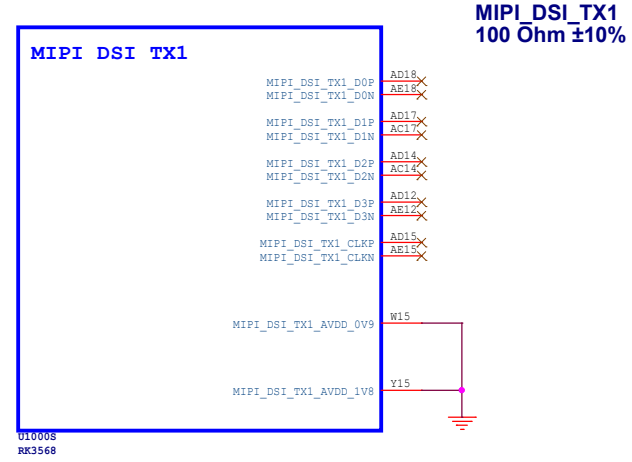 MIPI_DSI_TX1
100 Ohm ±10%
MIPI DSI TX1
MIPI_DSI_TX1_D0P AD18
MIPI_DSI_TX1_D0N AE18
MIPI_DSI_TX1_D1P AD17
MIPI_DSI_TX1_D1N AC17
MIPI_DSI_TX1_D2P AD14
MIPI_DSI_TX1_D2N AC14
MIPI_DSI_TX1_D3P AD12
MIPI_DSI_TX1_D3N AE12
MIPI_DSI_TX1_CLKP AD15
MIPI_DSI_TX1_CLKN AE15
MIPI_DSI_TX1_AVDD_0V9 W15
MIPI_DSI_TX1_AVDD_1V8 Y15
U1000S
RK3568